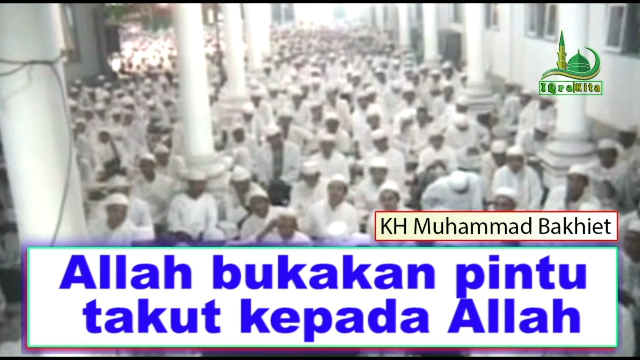 IQraKita
KH Muhammad Bakhiet
Allah bukakan pintu
takut kepada Allah